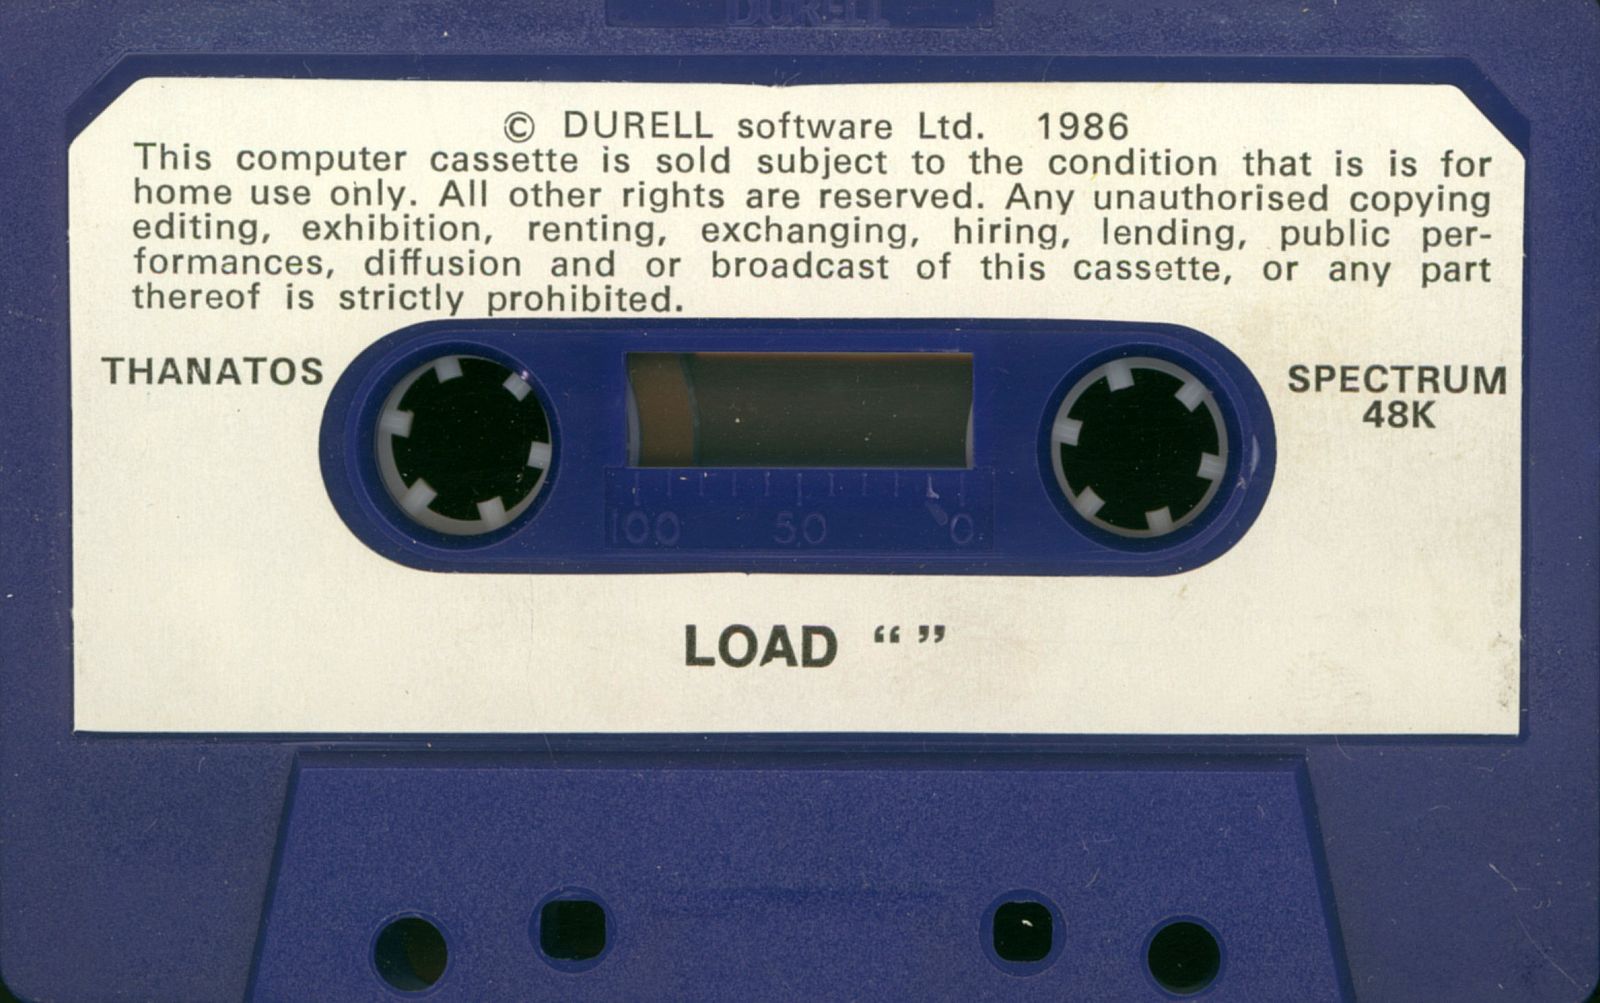 DURELL
© DURELL software Ltd. 1986
This computer cassette is sold subject to the condition that is is for
home use only. All other rights are reserved. Any unauthorised copying
editing, exhibition, renting, exchanging, hiring, lending, public per-
formances, diffusion and or broadcast of this cassette, or any part
thereof is strictly prohibited.
THANATOS
SPECTRUM
48K
100 50 0
LOAD “ ”